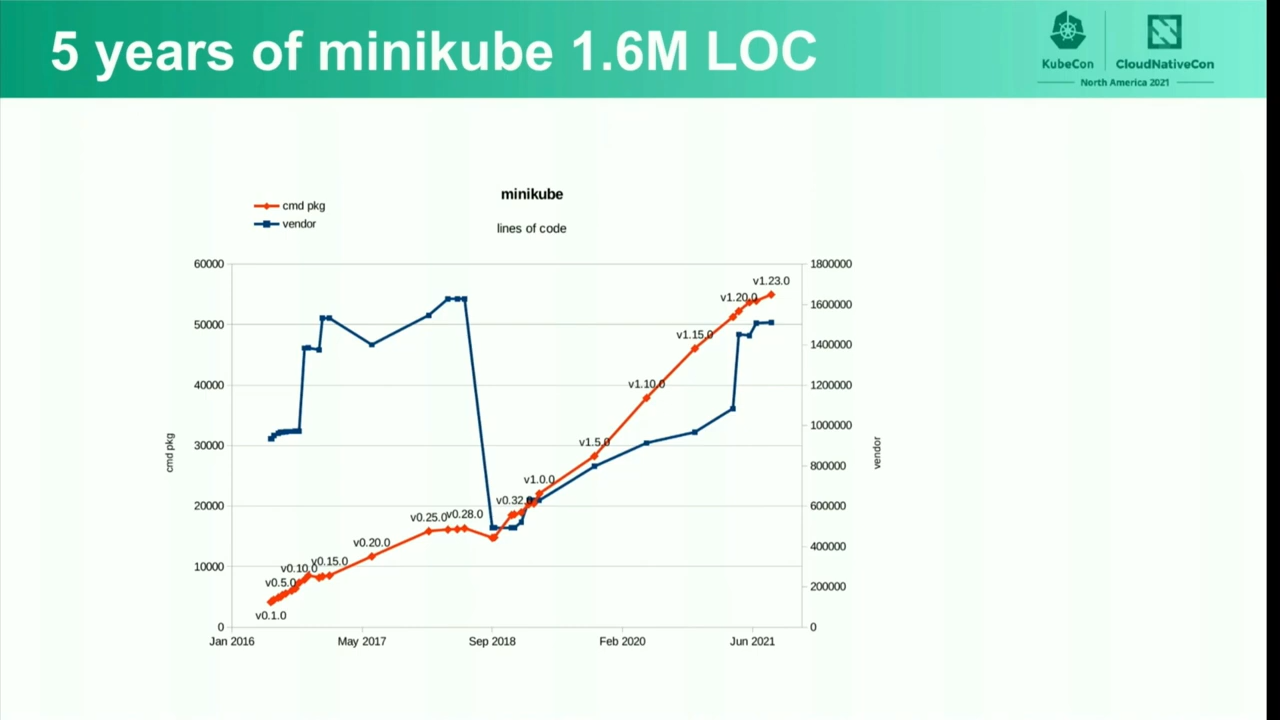 5 years of minikube 1.6M LOC
KubeCon
CloudNativeCon
North America 2021
minikube
lines of code
cmd pkg
vendor
60000
50000
40000
30000
20000
10000
0
cmd pkg
1800000
1600000
1400000
1200000
1000000
800000
600000
400000
200000
0
vendor
v0.1.0
v0.5.0
v0.10.0
v0.15.0
v0.20.0
v0.25.0
v0.28.0
v0.32.0
v1.0.0
v1.5.0
v1.10.0
v1.15.0
v1.20.0
v1.23.0
Jan 2016
May 2017
Sep 2018
Feb 2020
Jun 2021